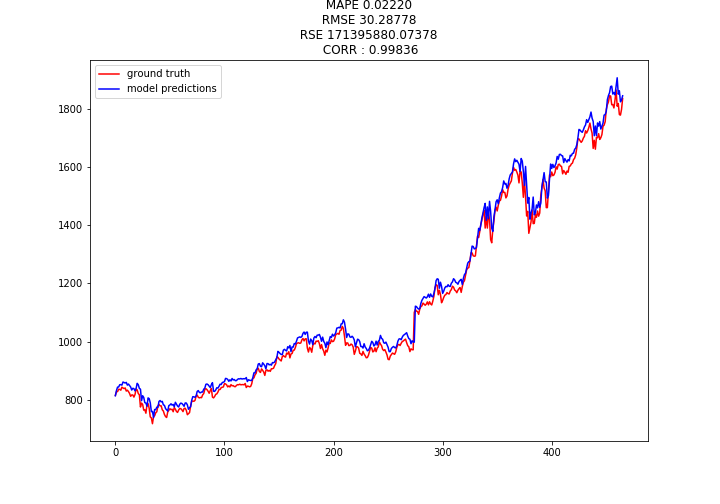 MAPE 0.02220
RMSE 30.28778
RSE 171395880.07378
CORR : 0.99836
ground truth
model predictions
1800
1600
1400
1200
1000
800
0
100
200
300
400